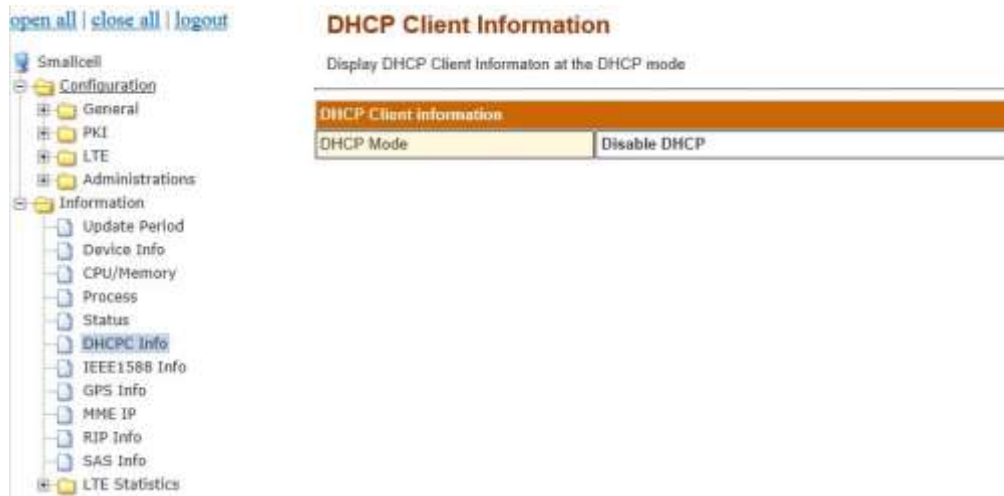 open all | close all | logout
Smallcell
Configuration
General
PKI
LTE
Administrations
Information
Update Period
Device Info
CPU/Memory
Process
Status
DHCPC Info
IEEE1588 Info
GPS Info
MME IP
RIP Info
SAS Info
LTE Statistics
DHCP Client Information
Display DHCP Client Informaton at the DHCP mode
DHCP Client information
DHCP Mode Disable DHCP